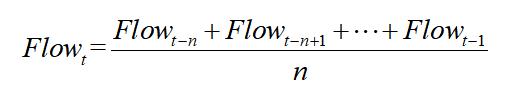 Flow_t = (Flow_{t-n} + Flow_{t-n+1} + ⋯ + Flow_{t-1}) / n